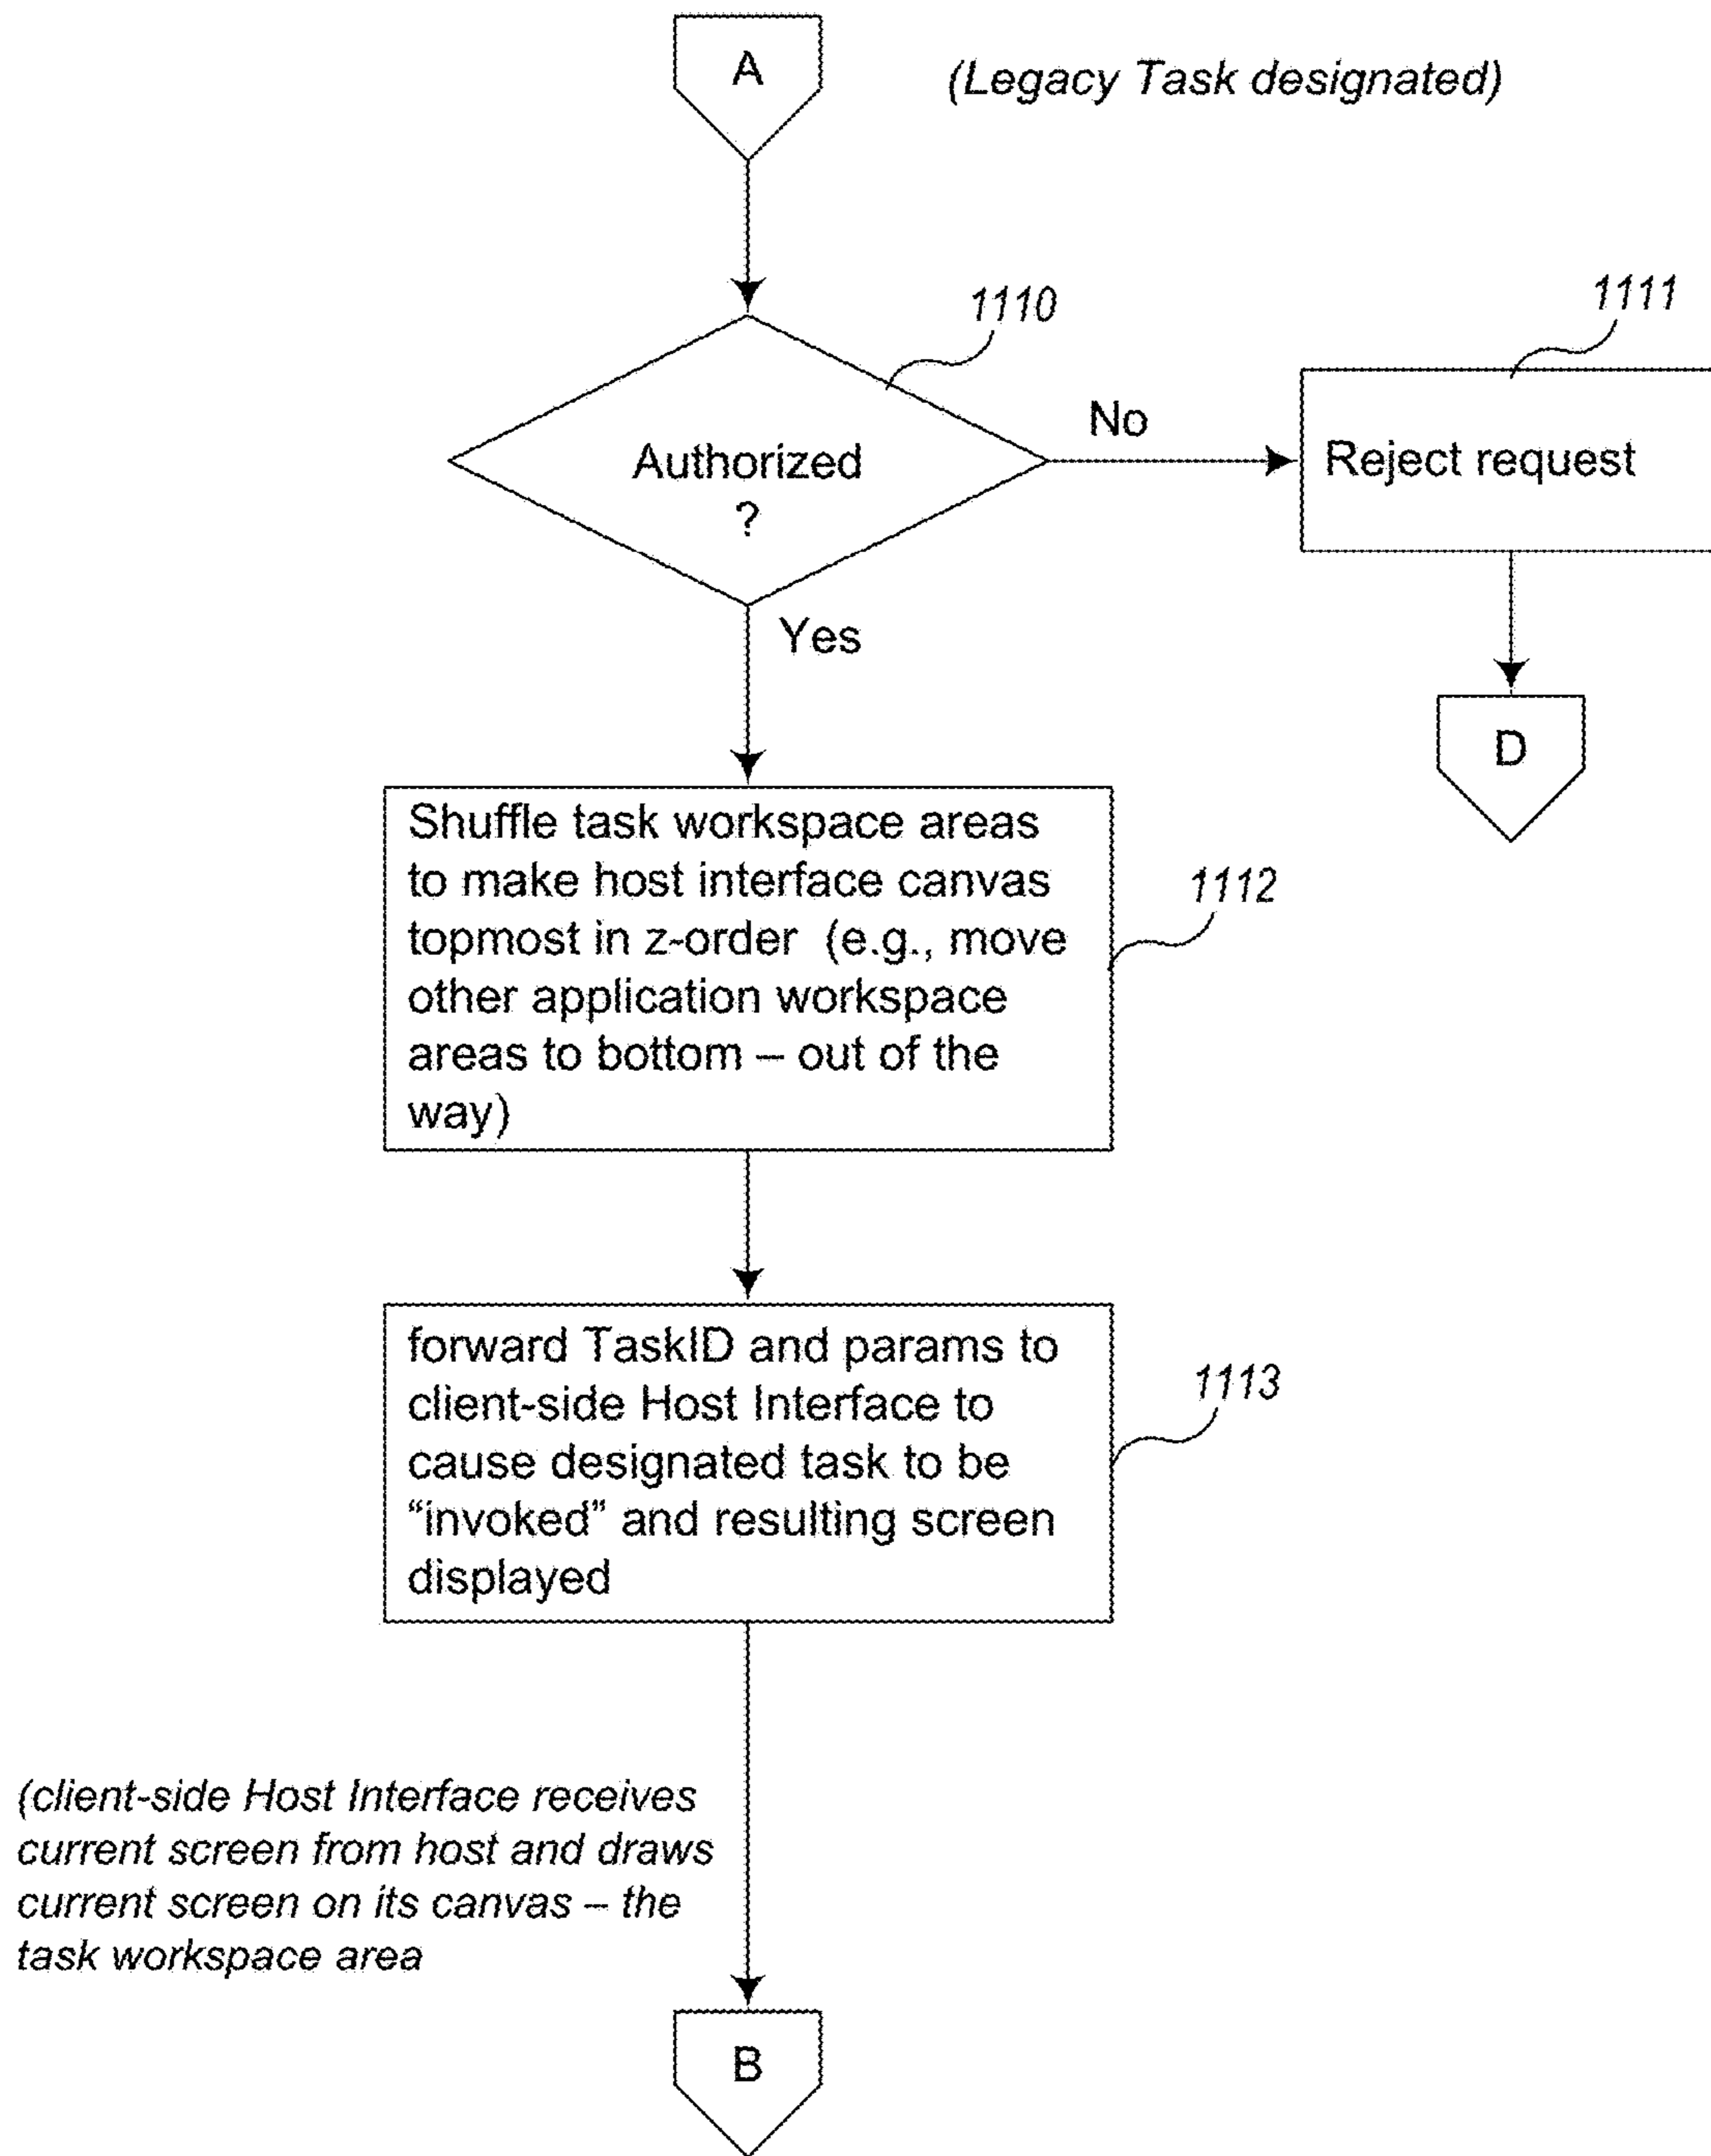 A
(Legacy Task designated)
1110
1111
No
Authorized
?
Reject request
Yes
D
Shuffle task workspace areas
to make host interface canvas
topmost in z-order (e.g., move
other application workspace
areas to bottom – out of the
way)
1112
forward TaskID and params to
client-side Host Interface to
cause designated task to be
“invoked” and resulting screen
displayed
1113
(client-side Host Interface receives
current screen from host and draws
current screen on its canvas – the
task workspace area
B